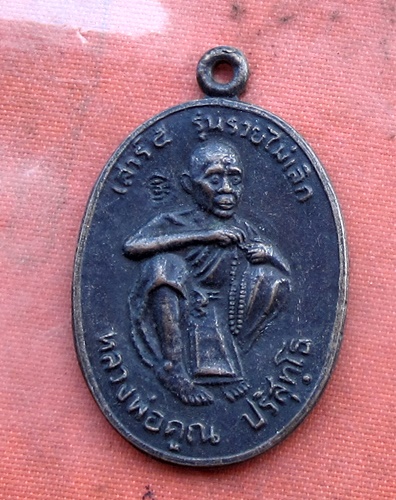 เสาร์ ๕ รุ่นรวยไม่เลิก
หลวงพ่อคูณ ปริสุทฺโธ